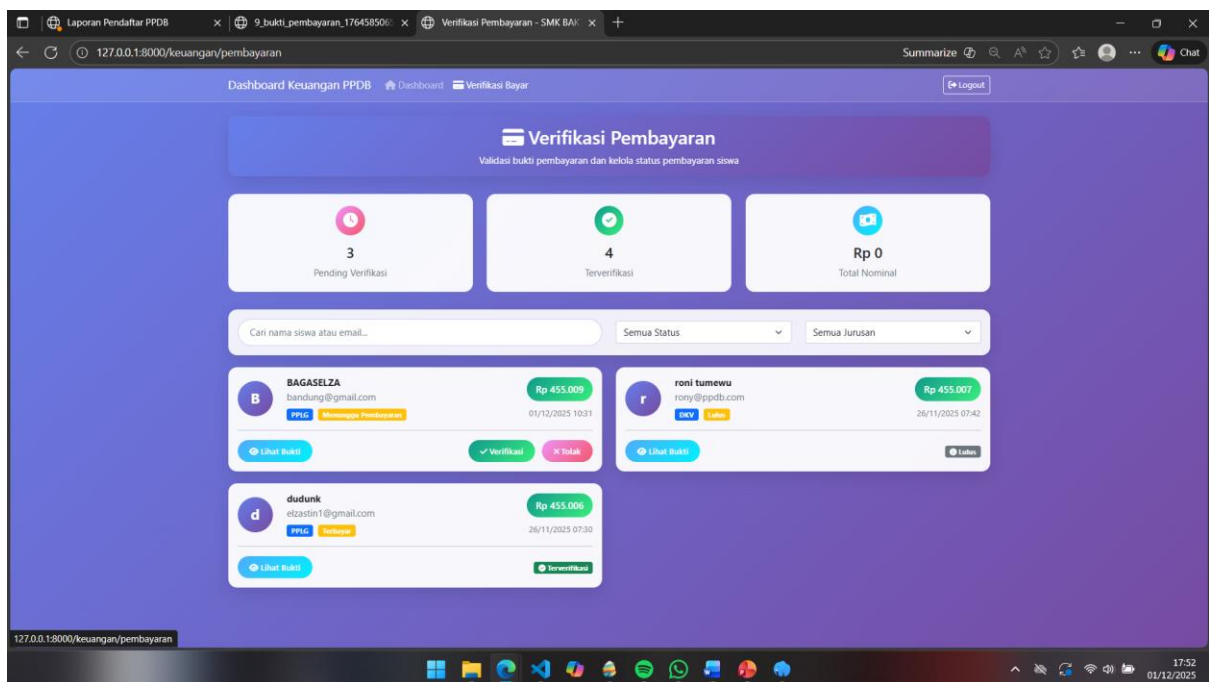 Laporan Pendaftar PPDB
9_bukti_pembayaran_176458506
Verifikasi Pembayaran - SMK BAK
127.0.0.1:8000/keuangan/pembayaran
Summarize
Chat
Dashboard Keuangan PPDB
Dashboard
Verifikasi Bayar
Logout
Verifikasi Pembayaran
Validasi bukti pembayaran dan kelola status pembayaran siswa
3
Pending Verifikasi
4
Terverifikasi
Rp 0
Total Nominal
Cari nama siswa atau email...
Semua Status
Semua Jurusan
B
BAGASELZA
bandung@gmail.com
PPLG
Menunggu Pembayaran
Rp 455.009
01/12/2025 10:31
Lihat Bukti
Verifikasi
Tolak
r
roni tumewu
rony@ppdb.com
DKV
Lulus
Rp 455.007
26/11/2025 07:42
Lihat Bukti
Lulus
d
dudunk
elzastin1@gmail.com
PPLG
Terbayar
Rp 455.006
26/11/2025 07:30
Lihat Bukti
Terverifikasi
127.0.0.1:8000/keuangan/pembayaran
17:52
01/12/2025